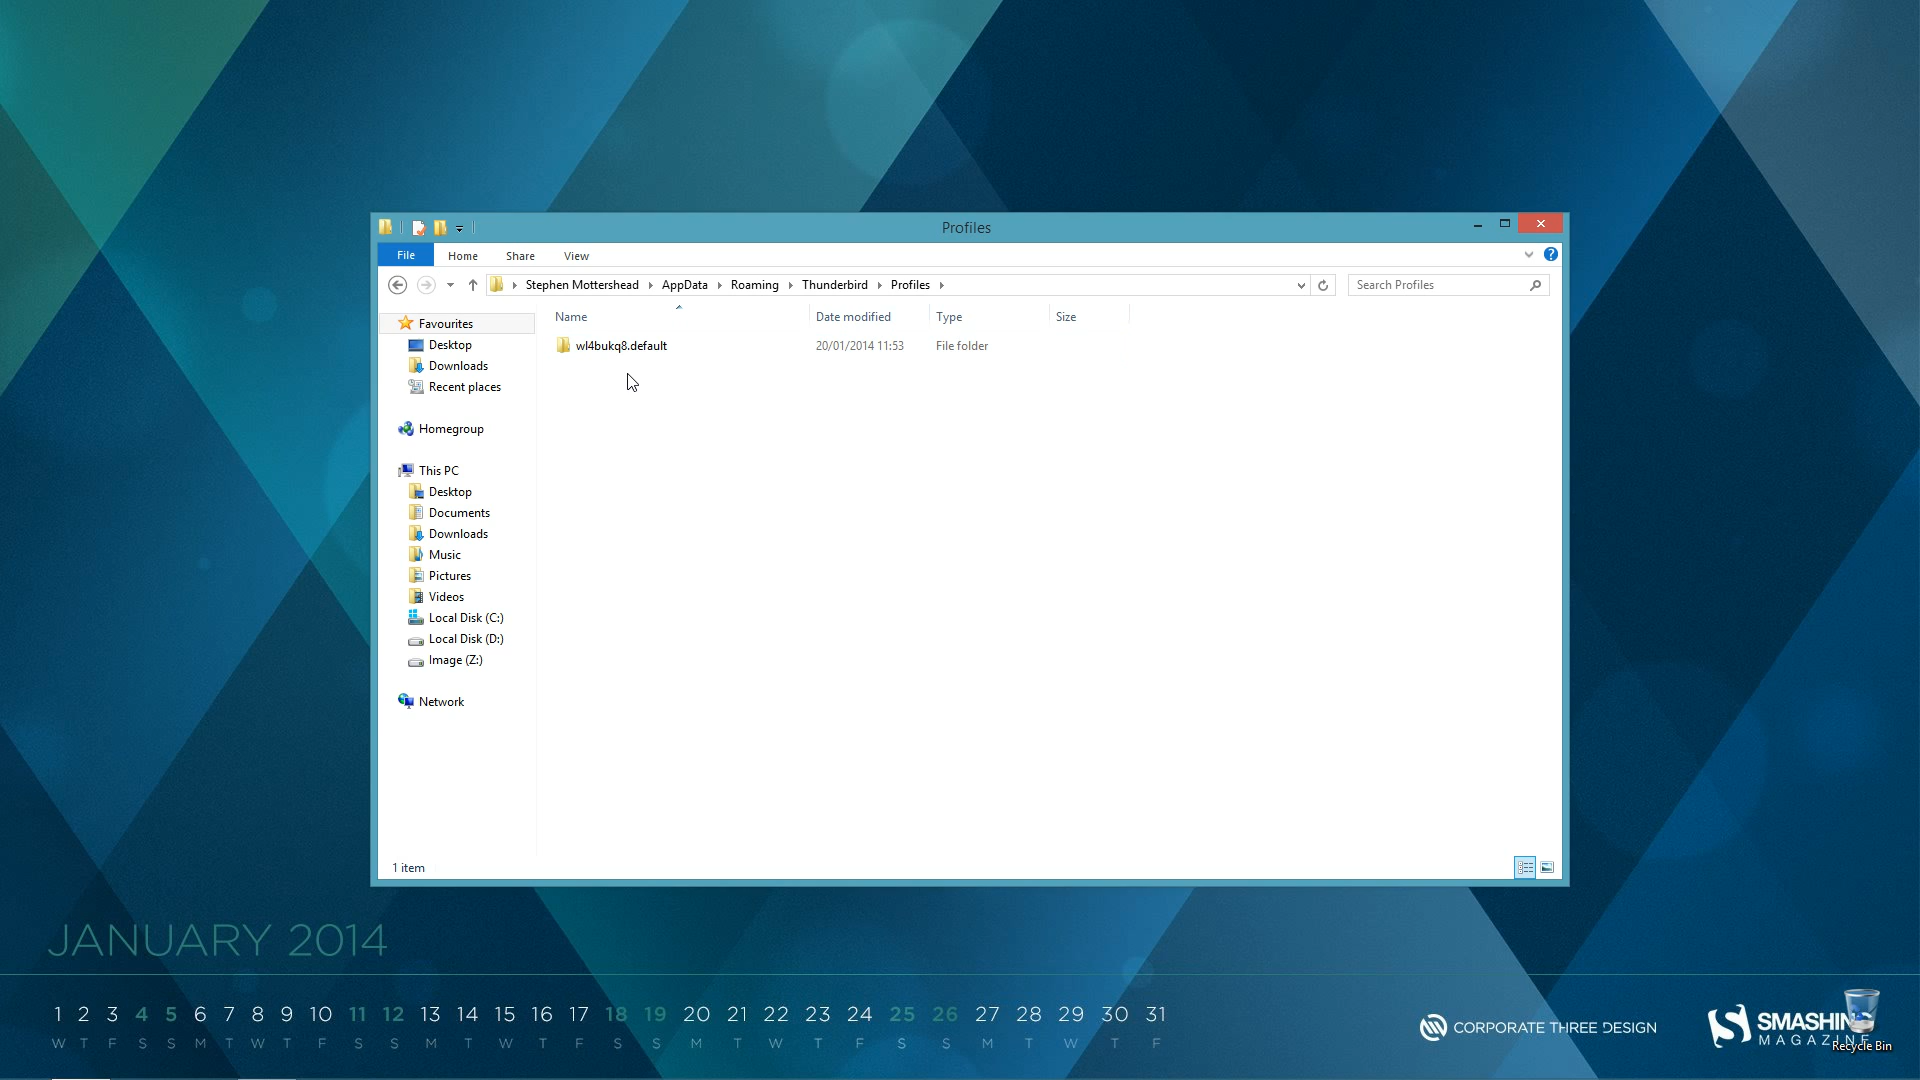 Profiles
File Home Share View
Stephen Mottershead AppData Roaming Thunderbird Profiles Search Profiles
Name Date modified Type Size
wl4bukq8.default 20/01/2014 11:53 File folder
Favourites
Desktop
Downloads
Recent places
Homegroup
This PC
Desktop
Documents
Downloads
Music
Pictures
Videos
Local Disk (C:)
Local Disk (D:)
Image (Z:)
Network
1 item
JANUARY 2014
1 2 3 4 5 6 7 8 9 10 11 12 13 14 15 16 17 18 19 20 21 22 23 24 25 26 27 28 29 30 31
W T F S S M T W T F S S M T W T F S S M T W T F S S M T W T F
CORPORATE THREE DESIGN
SMASHING
MAGAZINE
Recycle Bin